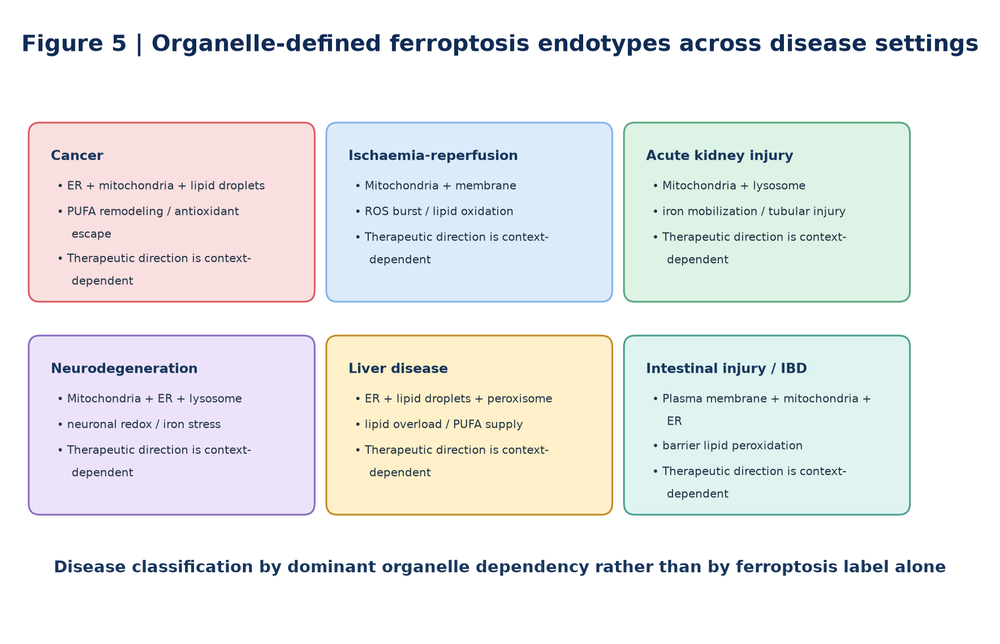 Figure 5 | Organelle-defined ferroptosis endotypes across disease settings
Cancer
• ER + mitochondria + lipid droplets
• PUFA remodeling / antioxidant
escape
• Therapeutic direction is context-
dependent
Ischaemia-reperfusion
• Mitochondria + membrane
• ROS burst / lipid oxidation
• Therapeutic direction is context-
dependent
Acute kidney injury
• Mitochondria + lysosome
• iron mobilization / tubular injury
• Therapeutic direction is context-
dependent
Neurodegeneration
• Mitochondria + ER + lysosome
• neuronal redox / iron stress
• Therapeutic direction is context-
dependent
Liver disease
• ER + lipid droplets + peroxisome
• lipid overload / PUFA supply
• Therapeutic direction is context-
dependent
Intestinal injury / IBD
• Plasma membrane + mitochondria +
ER
• barrier lipid peroxidation
• Therapeutic direction is context-
dependent
Disease classification by dominant organelle dependency rather than by ferroptosis label alone